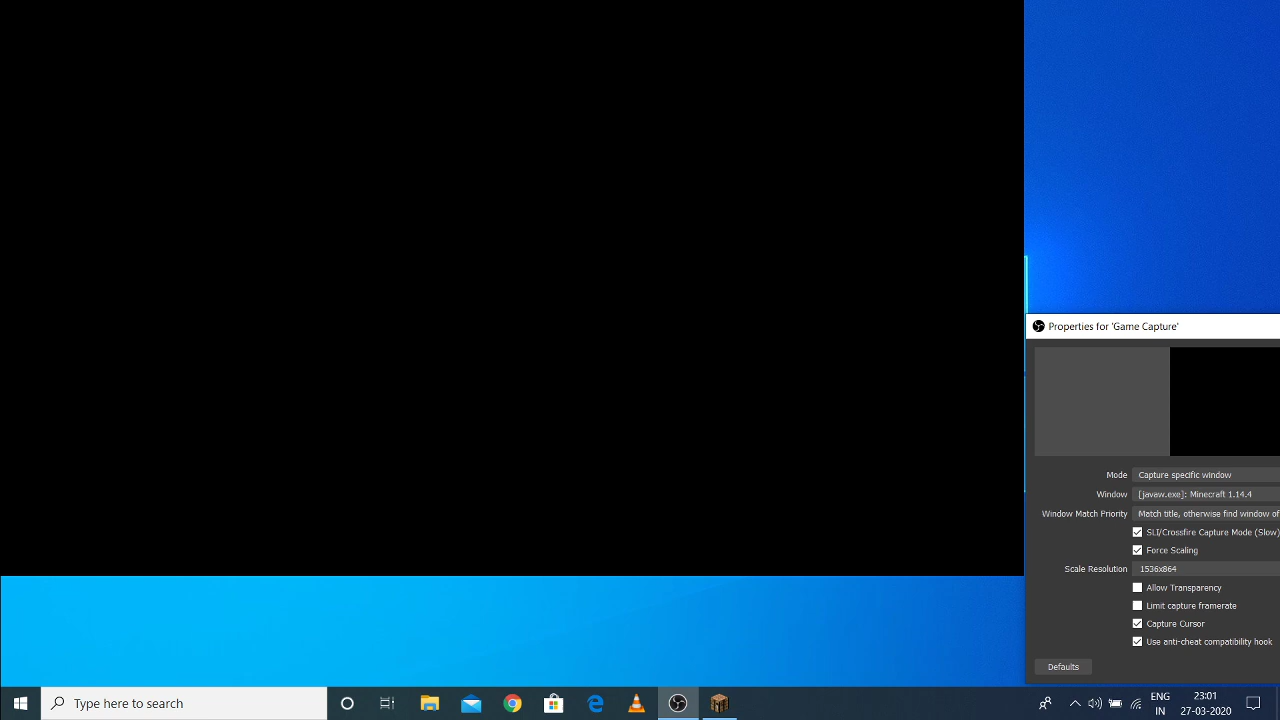 Properties for 'Game Capture'
Mode Capture specific window
Window [javaw.exe]: Minecraft 1.14.4
Window Match Priority Match title, otherwise find window of
SLI/Crossfire Capture Mode (Slow)
Force Scaling
Scale Resolution 1536x864
Allow Transparency
Limit capture framerate
Capture Cursor
Use anti-cheat compatibility hook
Defaults
Type here to search
ENG 23:01
IN 27-03-2020